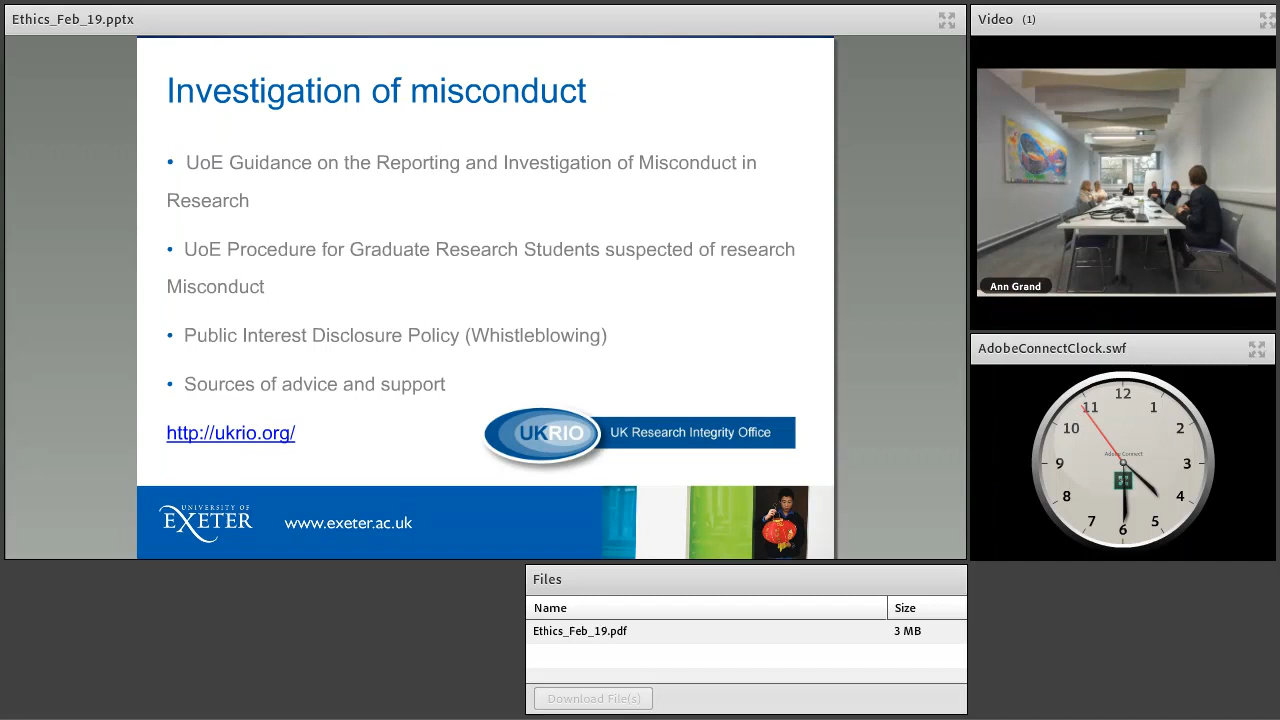 Ethics_Feb_19.pptx
Investigation of misconduct
• UoE Guidance on the Reporting and Investigation of Misconduct in
Research
• UoE Procedure for Graduate Research Students suspected of research
Misconduct
• Public Interest Disclosure Policy (Whistleblowing)
• Sources of advice and support
http://ukrio.org/
UKRIO
UK Research Integrity Office
UNIVERSITY OF
EXETER
www.exeter.ac.uk
Video (1)
Ann Grand
AdobeConnectClock.swf
12
11 1
10 2
Adobe Connect
9 3
8 4
7 5
6
Files
Name Size
Ethics_Feb_19.pdf 3 MB
Download File(s)